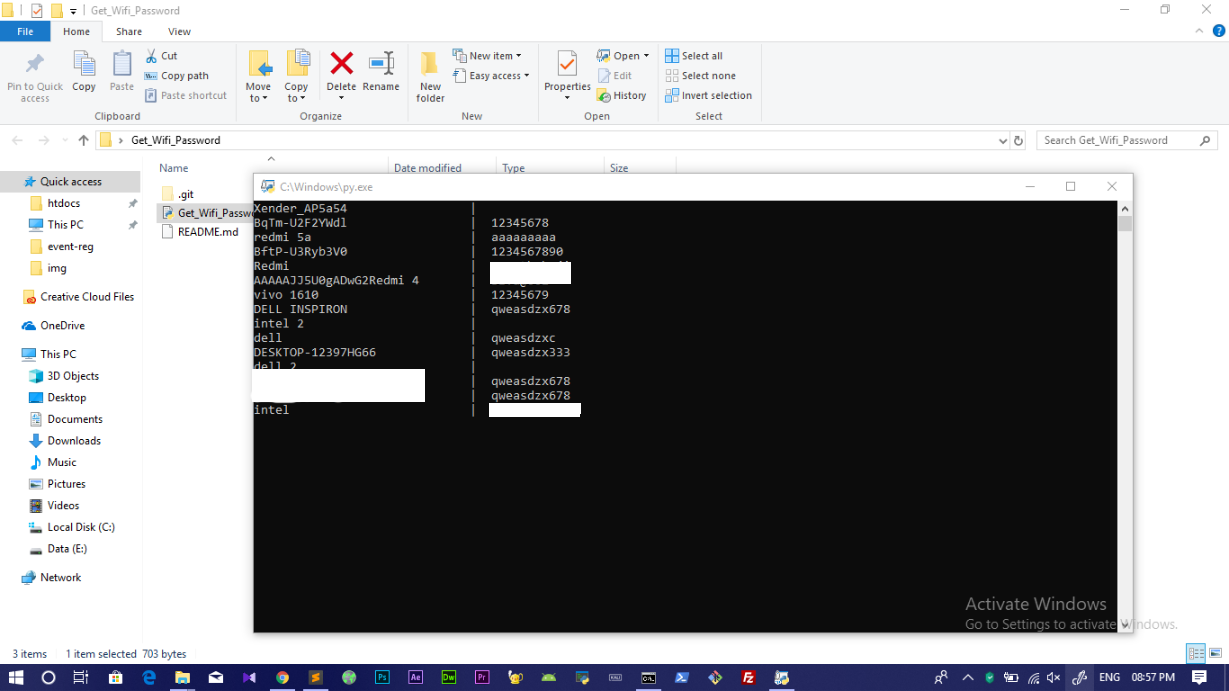 Get_Wifi_Password
File Home Share View
Pin to Quick access
Copy
Paste
Cut
Copy path
Paste shortcut
Clipboard
Move to
Copy to
Delete
Rename
Organize
New folder
New item
Easy access
New
Properties
Open
Edit
History
Open
Select all
Select none
Invert selection
Select
Get_Wifi_Password
Search Get_Wifi_Password
Quick access
htdocs
This PC
event-reg
img
Creative Cloud Files
OneDrive
This PC
3D Objects
Desktop
Documents
Downloads
Music
Pictures
Videos
Local Disk (C:)
Data (E:)
Network
Name Date modified Type Size
.git
Get_Wifi_Passw
README.md
C:\Windows\py.exe
Xender_AP5a54 |
BqTm-U2F2YWdl | 12345678
redmi 5a | aaaaaaaaa
BftP-U3Ryb3V0 | 1234567890
Redmi |
AAAAAJJ5U0gADwG2Redmi 4 |
vivo 1610 | 12345679
DELL INSPIRON | qweasdzx678
intel 2 |
dell | qweasdzxc
DESKTOP-12397HG66 | qweasdzx333
dell 2 |
| qweasdzx678
| qweasdzx678
intel |
Activate Windows
Go to Settings to activate Windows.
3 items 1 item selected 703 bytes
Ps Ae Dw Pr
ENG 08:57 PM